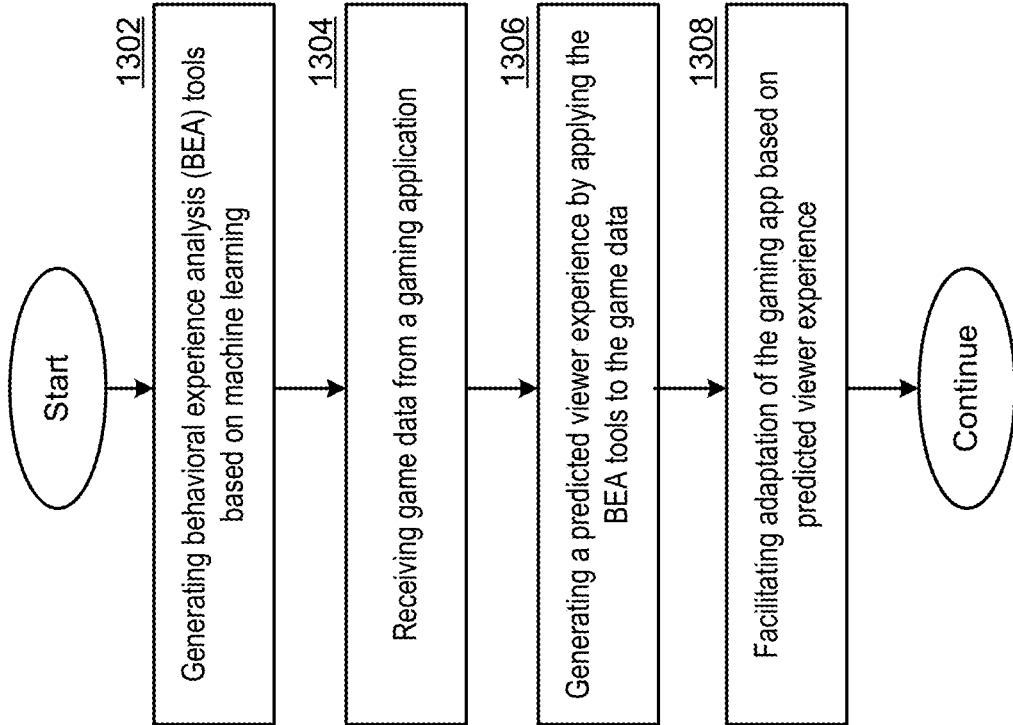 Start
1302
Generating behavioral experience analysis (BEA) tools
based on machine learning
1304
Receiving game data from a gaming application
1306
Generating a predicted viewer experience by applying the
BEA tools to the game data
1308
Facilitating adaptation of the gaming app based on
predicted viewer experience
Continue